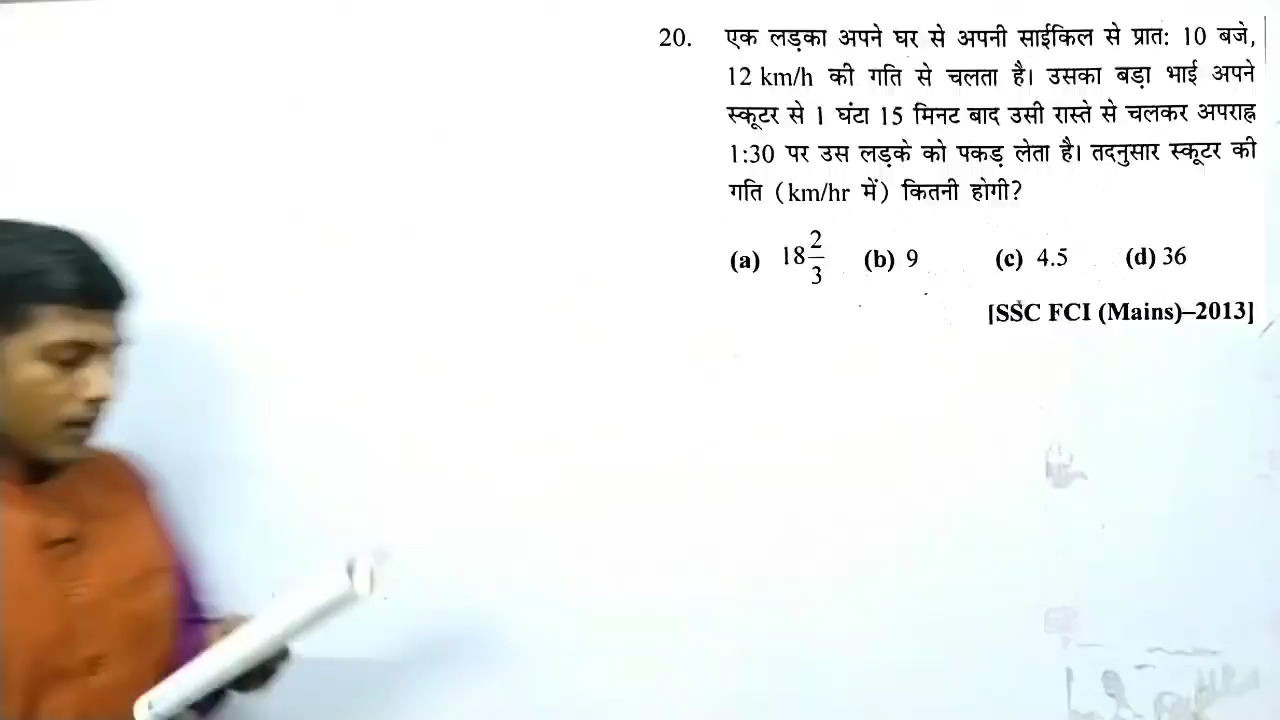 20. एक लड़का अपने घर से अपनी साईकिल से प्रात: 10 बजे,
12 km/h की गति से चलता है। उसका बड़ा भाई अपने
स्कूटर से 1 घंटा 15 मिनट बाद उसी रास्ते से चलकर अपराह्न
1:30 पर उस लड़के को पकड़ लेता है। तदनुसार स्कूटर की
गति (km/hr में) कितनी होगी?
(a) 18 2/3 (b) 9 (c) 4.5 (d) 36
[SSC FCI (Mains)–2013]